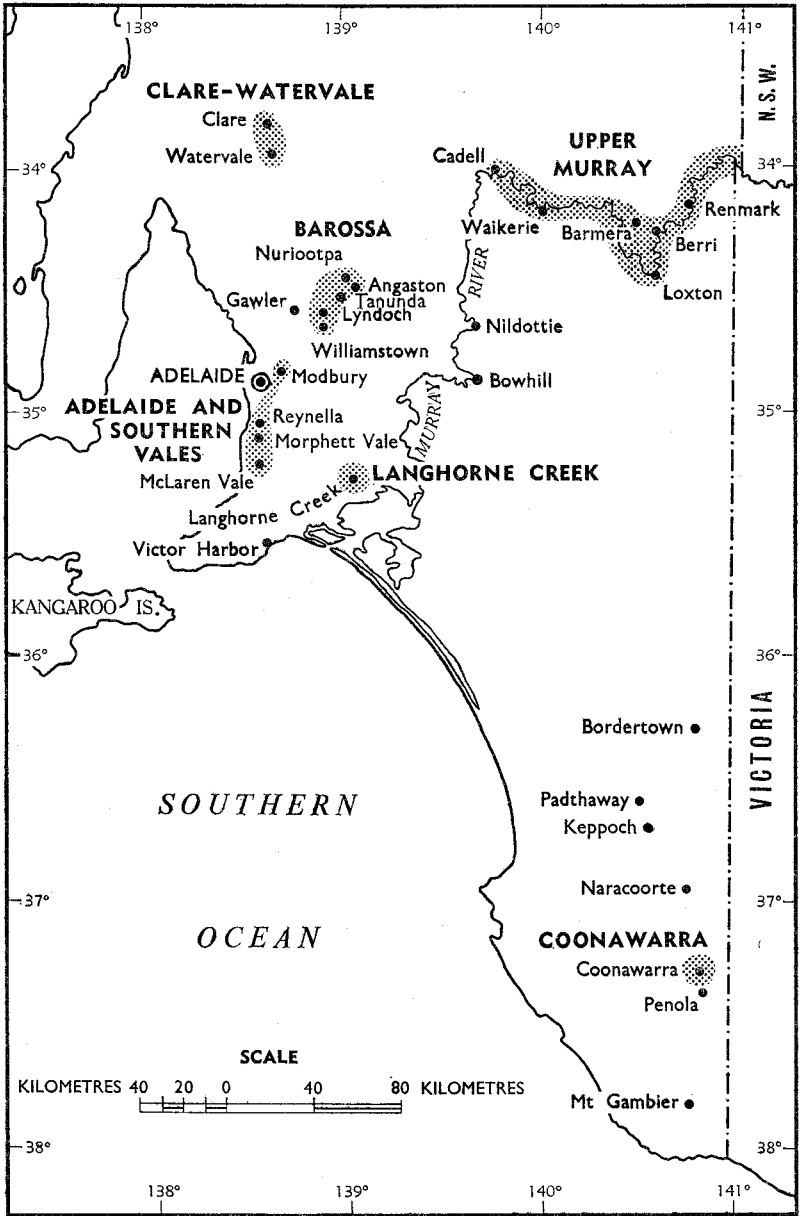 138°
139°
140°
141°
N.S.W.
CLARE-WATERVALE
Clare
Watervale
UPPER
MURRAY
34°
34°
Cadell
Waikerie
Barmera
Renmark
Berri
Loxton
BAROSSA
Nuriootpa
Angaston
Tanunda
Gawler
Lyndoch
Williamstown
RIVER
Nildottie
ADELAIDE
Modbury
Bowhill
MURRAY
35°
35°
ADELAIDE AND
SOUTHERN
VALES
Reynella
Morphett Vale
McLaren Vale
LANGHORNE CREEK
Langhorne Creek
Victor Harbor
KANGAROO IS.
36°
36°
VICTORIA
Bordertown
SOUTHERN
Padthaway
Keppoch
Naracoorte
37°
37°
OCEAN
COONAWARRA
Coonawarra
Penola
SCALE
KILOMETRES 40 20 0 40 80 KILOMETRES
Mt Gambier
38°
38°
138°
139°
140°
141°